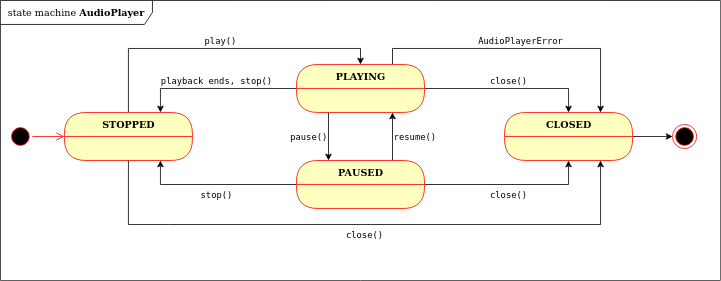 state machine AudioPlayer
play()
AudioPlayerError
PLAYING
playback ends, stop()
close()
STOPPED
CLOSED
pause()
resume()
PAUSED
stop()
close()
close()